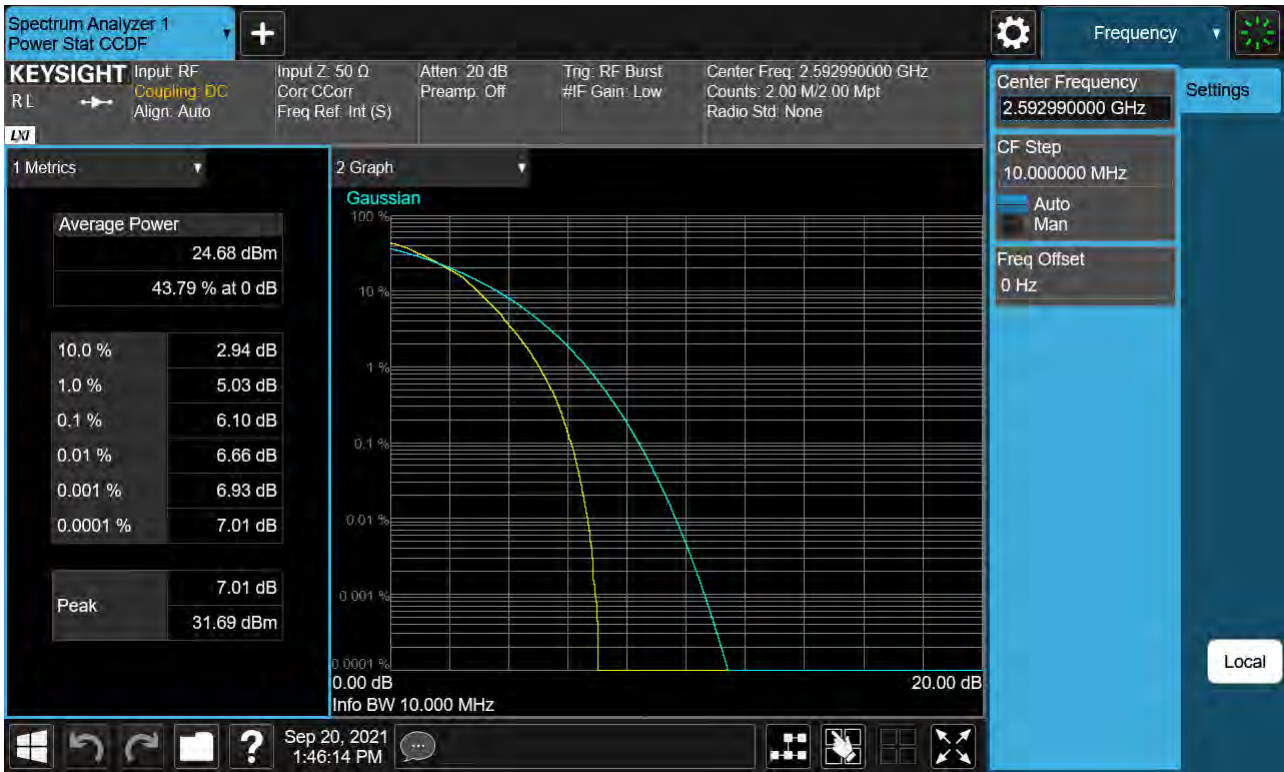 Spectrum Analyzer 1
Power Stat CCDF
Frequency
KEYSIGHT
RL
LXI
Input: RF
Coupling: DC
Align: Auto
Input Z: 50 Ω
Corr CCorr
Freq Ref: Int (S)
Atten: 20 dB
Preamp: Off
Trig: RF Burst
#IF Gain: Low
Center Freq: 2.592990000 GHz
Counts: 2.00 M/2.00 Mpt
Radio Std: None
Center Frequency
2.592990000 GHz
Settings
CF Step
10.000000 MHz
Auto
Man
Freq Offset
0 Hz
Local
1 Metrics
Average Power
24.68 dBm
43.79 % at 0 dB
10.0 % 2.94 dB
1.0 % 5.03 dB
0.1 % 6.10 dB
0.01 % 6.66 dB
0.001 % 6.93 dB
0.0001 % 7.01 dB
Peak
7.01 dB
31.69 dBm
2 Graph
Gaussian
100 %
10 %
1 %
0.1 %
0.01 %
0.001 %
0.0001 %
0.00 dB 20.00 dB
Info BW 10.000 MHz
?
Sep 20, 2021
1:46:14 PM